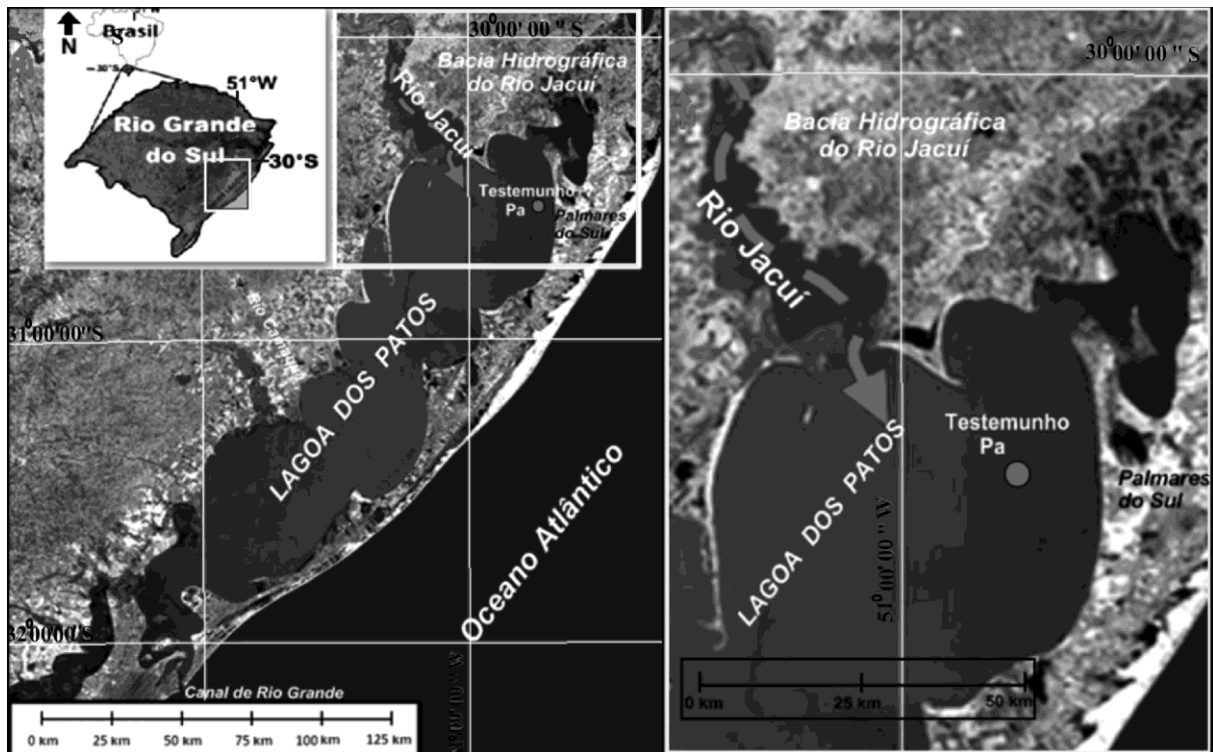 N
Brasil
S
30°S
51°W
Rio Grande
do Sul
30°S
30°00'00" S
Bacia Hidrográfica
do Rio Jacuí
Rio Jacuí
Testemunho
Pa
Palmares
do Sul
31°00'00"S
LAGOA DOS PATOS
Oceano Atlântico
32°00'00"S
Canal de Rio Grande
0 km 25 km 50 km 75 km 100 km 125 km
30°00'00" S
Bacia Hidrográfica
do Rio Jacuí
Rio Jacuí
Testemunho
Pa
Palmares
do Sul
LAGOA DOS PATOS
51°00'00" W
0 km 25 km 50 km